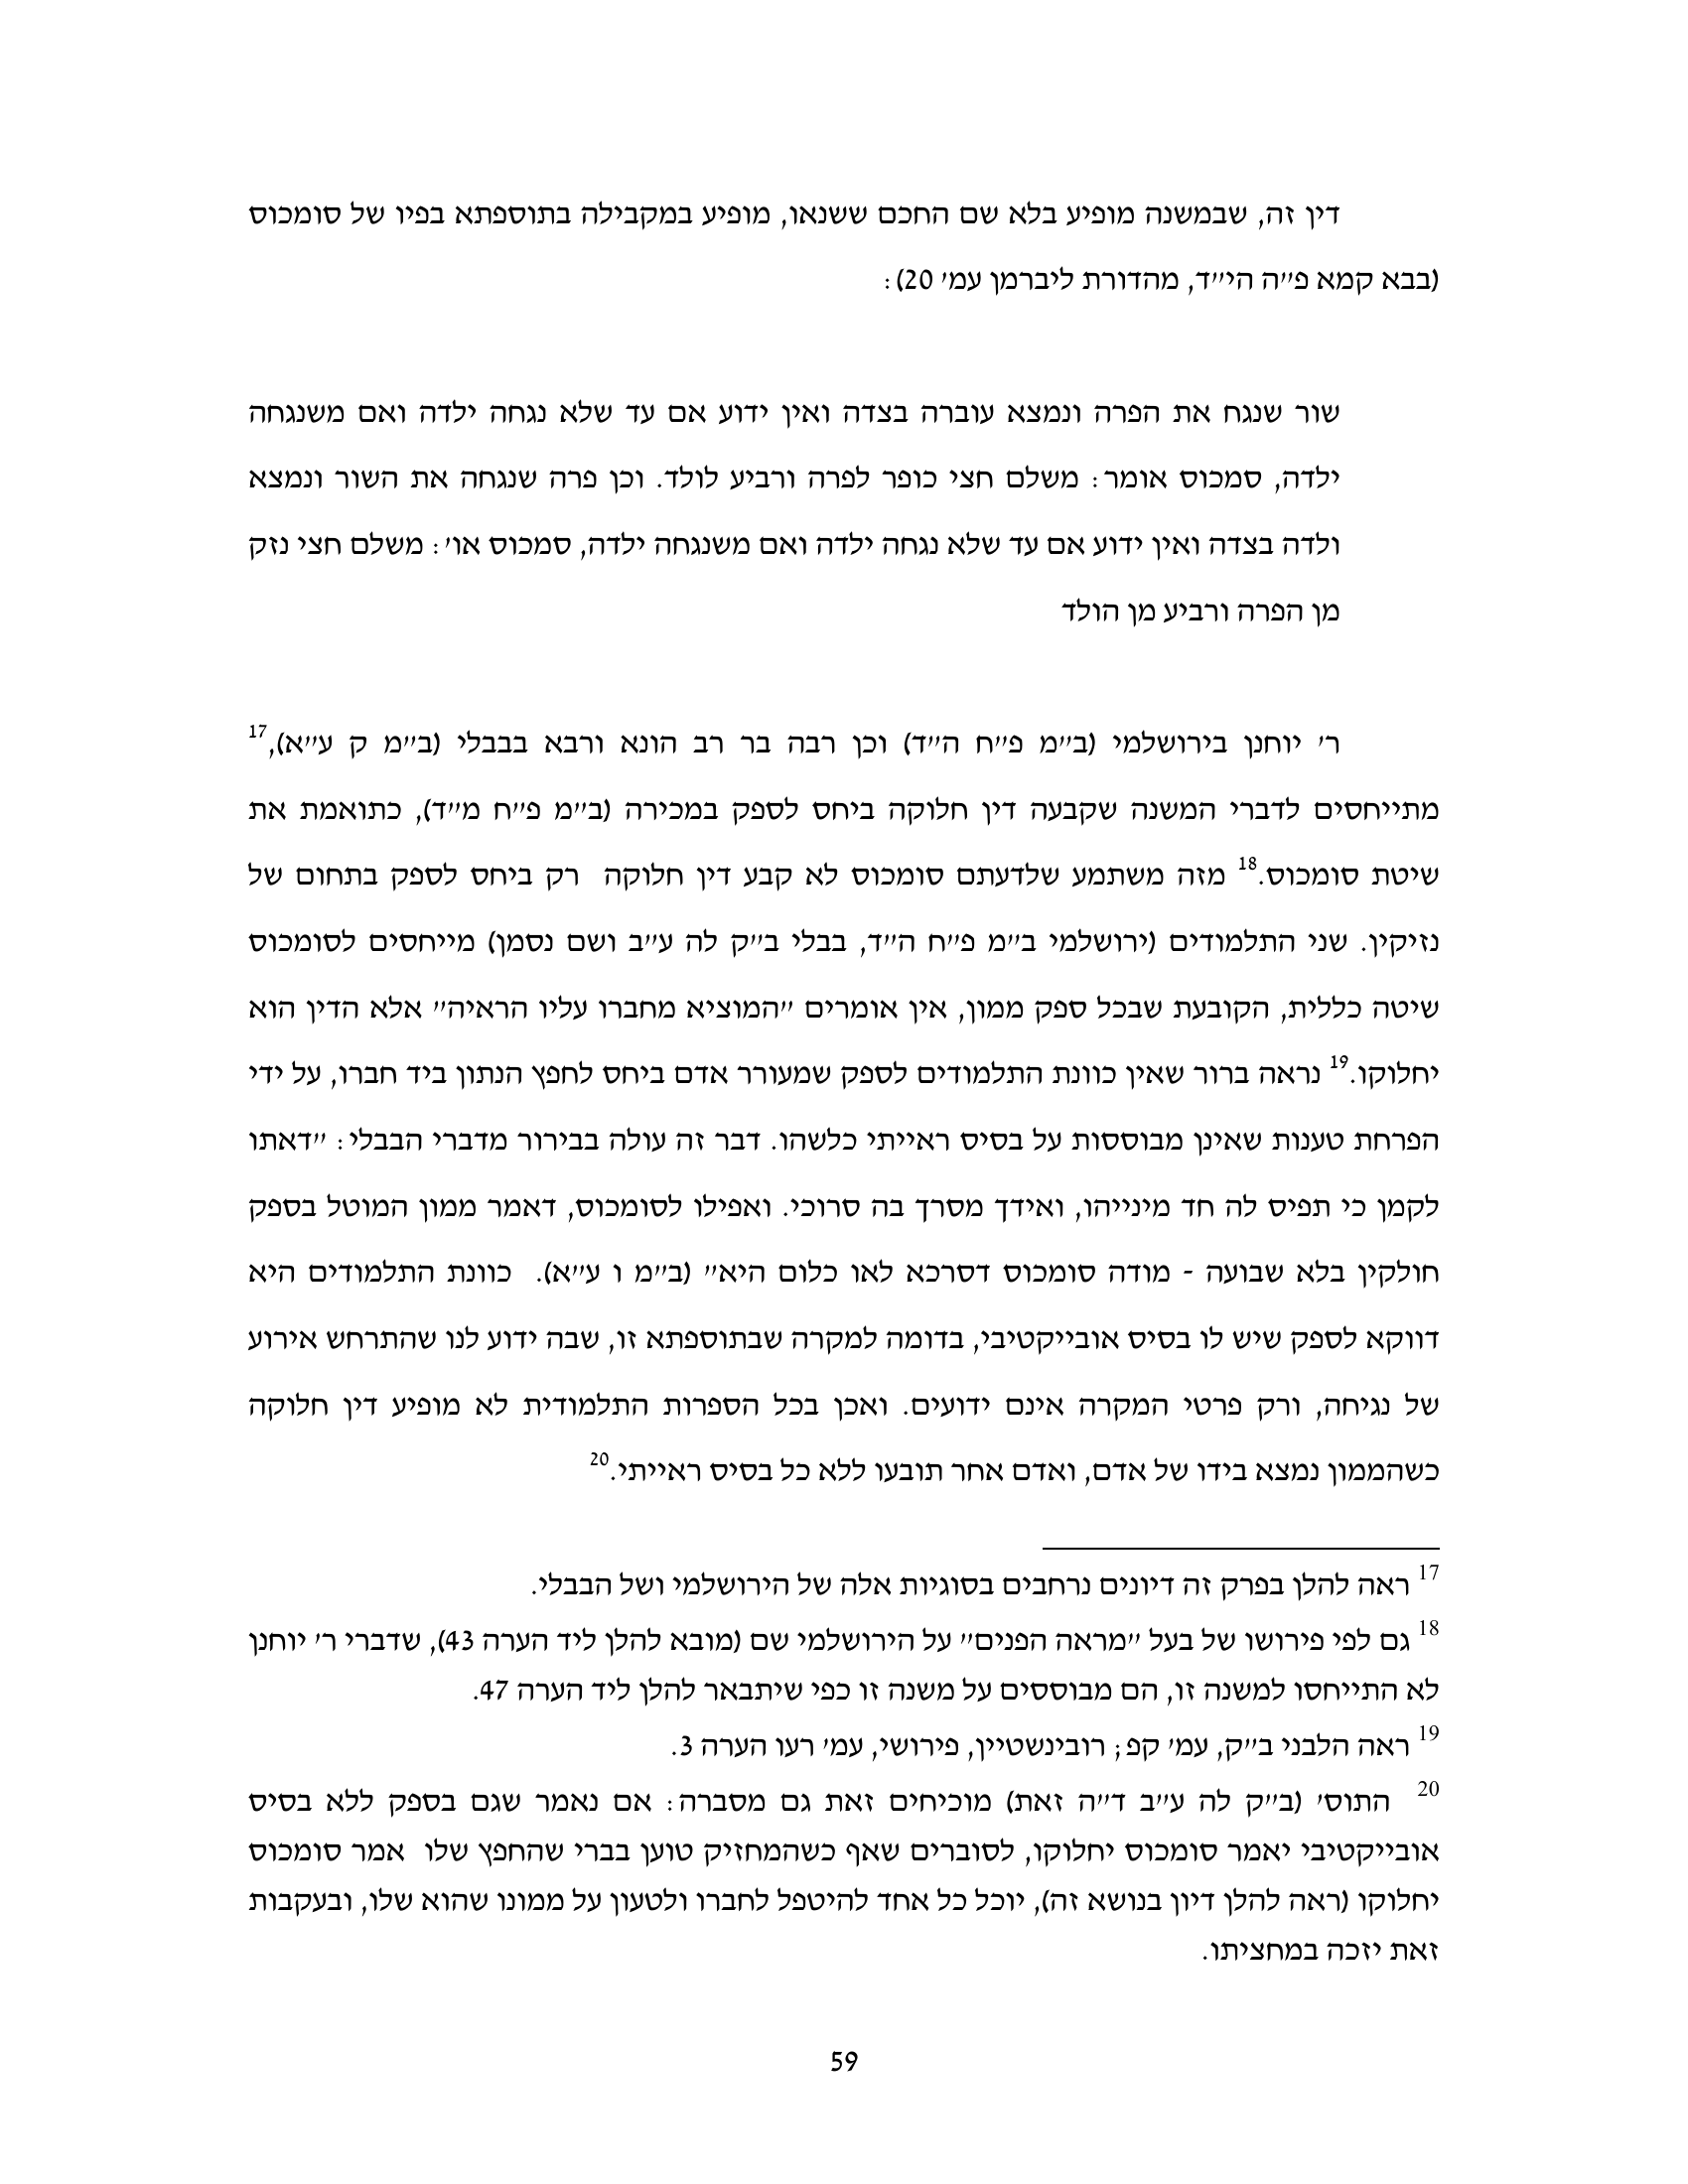 דין זה, שבמשנה מופיע בלא שם החכם ששנאו, מופיע במקבילה בתוספתא בפיו של סומכוס
(בבא קמא פ״ה הי״ד, מהדורת ליברמן עמ׳ 20):
שור שנגח את הפרה ונמצא עוברה בצדה ואין ידוע אם עד שלא נגחה ילדה ואם משנגחה
ילדה, סמכוס אומר: משלם חצי כופר לפרה ורביע לולד. וכן פרה שנגחה את השור ונמצא
ולדה בצדה ואין ידוע אם עד שלא נגחה ילדה ואם משנגחה ילדה, סמכוס או׳: משלם חצי נזק
מן הפרה ורביע מן הולד
ר׳ יוחנן בירושלמי (ב״מ פ״ח ה״ד) וכן רבה בר רב הונא ורבא בבבלי (ב״מ ק ע״א),17
מתייחסים לדברי המשנה שקבעה דין חלוקה ביחס לספק במכירה (ב״מ פ״ח מ״ד), כתואמת את
שיטת סומכוס.18 מזה משתמע שלדעתם סומכוס לא קבע דין חלוקה  רק ביחס לספק בתחום של
נזיקין. שני התלמודים (ירושלמי ב״מ פ״ח ה״ד, בבלי ב״ק לה ע״ב ושם נסמן) מייחסים לסומכוס
שיטה כללית, הקובעת שבכל ספק ממון, אין אומרים ״המוציא מחברו עליו הראיה״ אלא הדין הוא
יחלוקו.19 נראה ברור שאין כוונת התלמודים לספק שמעורר אדם ביחס לחפץ הנתון ביד חברו, על ידי
הפרחת טענות שאינן מבוססות על בסיס ראייתי כלשהו. דבר זה עולה בבירור מדברי הבבלי: ״דאתו
לקמן כי תפיס לה חד מינייהו, ואידך מסרך בה סרוכי. ואפילו לסומכוס, דאמר ממון המוטל בספק
חולקין בלא שבועה - מודה סומכוס דסרכא לאו כלום היא״ (ב״מ ו ע״א).  כוונת התלמודים היא
דווקא לספק שיש לו בסיס אובייקטיבי, בדומה למקרה שבתוספתא זו, שבה ידוע לנו שהתרחש אירוע
של נגיחה, ורק פרטי המקרה אינם ידועים. ואכן בכל הספרות התלמודית לא מופיע דין חלוקה
כשהממון נמצא בידו של אדם, ואדם אחר תובעו ללא כל בסיס ראייתי.20
17 ראה להלן בפרק זה דיונים נרחבים בסוגיות אלה של הירושלמי ושל הבבלי.
18 גם לפי פירושו של בעל ״מראה הפנים״ על הירושלמי שם (מובא להלן ליד הערה 43), שדברי ר׳ יוחנן
לא התייחסו למשנה זו, הם מבוססים על משנה זו כפי שיתבאר להלן ליד הערה 47.
19 ראה הלבני ב״ק, עמ׳ קפ; רובינשטיין, פירושי, עמ׳ רעו הערה 3.
20  התוס׳ (ב״ק לה ע״ב ד״ה זאת) מוכיחים זאת גם מסברה: אם נאמר שגם בספק ללא בסיס
אובייקטיבי יאמר סומכוס יחלוקו, לסוברים שאף כשהמחזיק טוען בברי שהחפץ שלו  אמר סומכוס
יחלוקו (ראה להלן דיון בנושא זה), יוכל כל אחד להיטפל לחברו ולטעון על ממונו שהוא שלו, ובעקבות
זאת יזכה במחציתו.
59